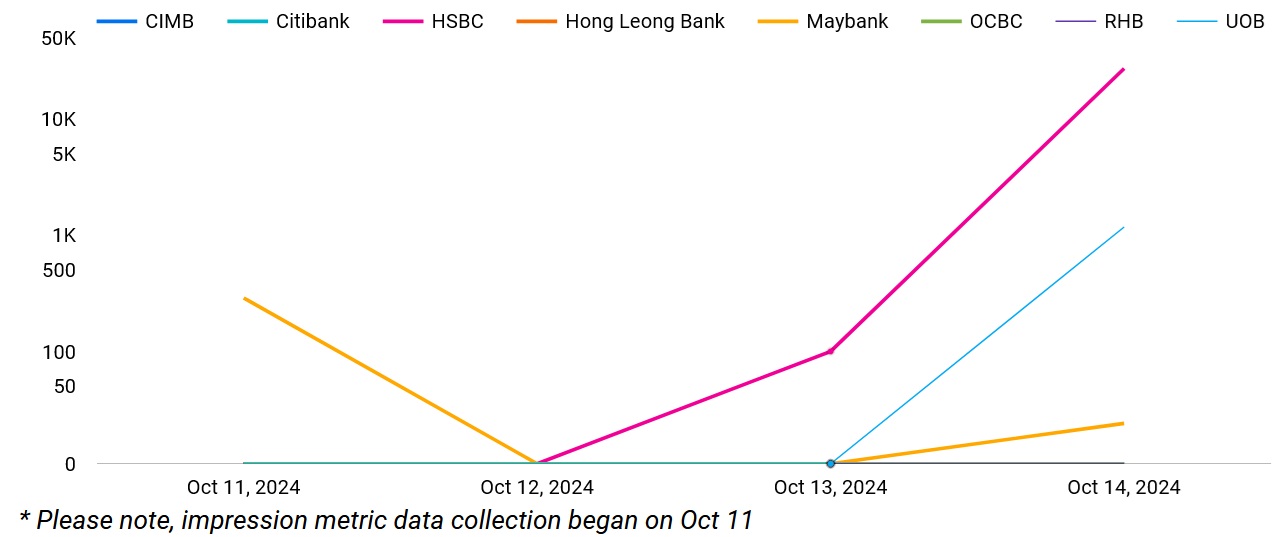 CIMB Citibank HSBC Hong Leong Bank Maybank OCBC RHB UOB
50K
10K
5K
1K
500
100
50
0
Oct 11, 2024 Oct 12, 2024 Oct 13, 2024 Oct 14, 2024
* Please note, impression metric data collection began on Oct 11